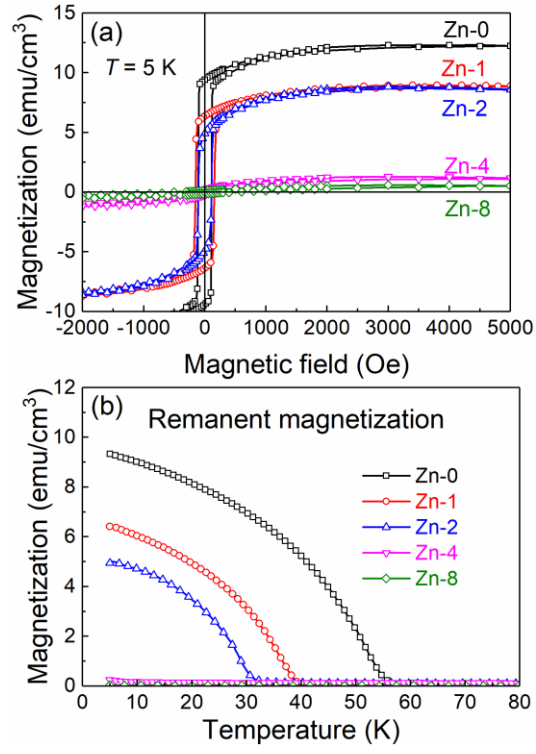 (a)
T = 5 K
Zn-0
Zn-1
Zn-2
Zn-4
Zn-8
Magnetization (emu/cm³)
15
10
5
0
-5
-10
-2000 -1000 0 1000 2000 3000 4000 5000
Magnetic field (Oe)
(b)
Remanent magnetization
Zn-0
Zn-1
Zn-2
Zn-4
Zn-8
Magnetization (emu/cm³)
12
10
8
6
4
2
0
0 10 20 30 40 50 60 70 80
Temperature (K)